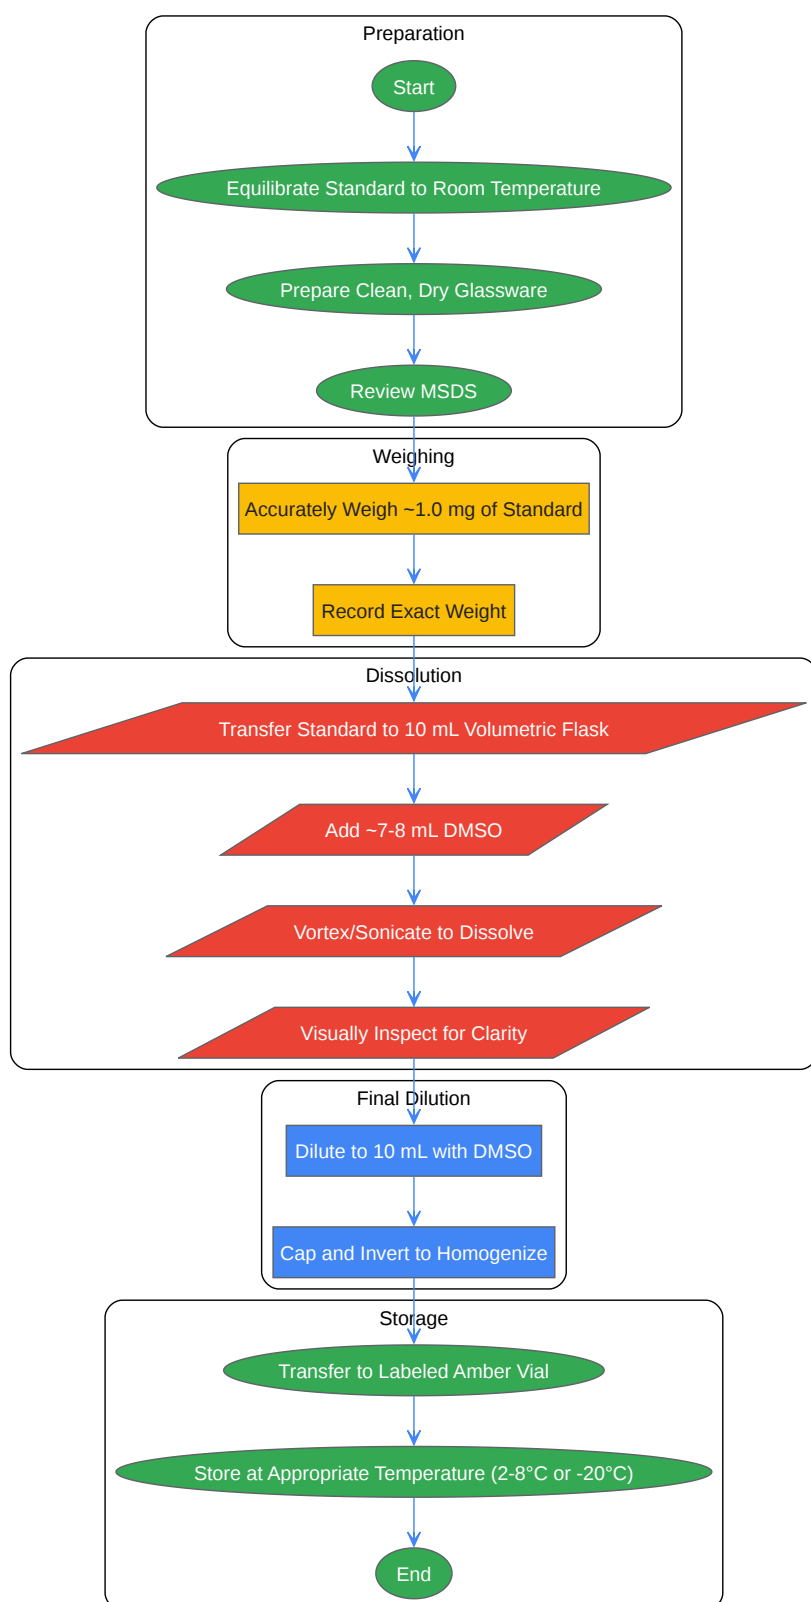 Preparation
Start
Equilibrate Standard to Room Temperature
Prepare Clean, Dry Glassware
Review MSDS
Weighing
Accurately Weigh ~1.0 mg of Standard
Record Exact Weight
Dissolution
Transfer Standard to 10 mL Volumetric Flask
Add ~7-8 mL DMSO
Vortex/Sonicate to Dissolve
Visually Inspect for Clarity
Final Dilution
Dilute to 10 mL with DMSO
Cap and Invert to Homogenize
Storage
Transfer to Labeled Amber Vial
Store at Appropriate Temperature (2-8°C or -20°C)
End